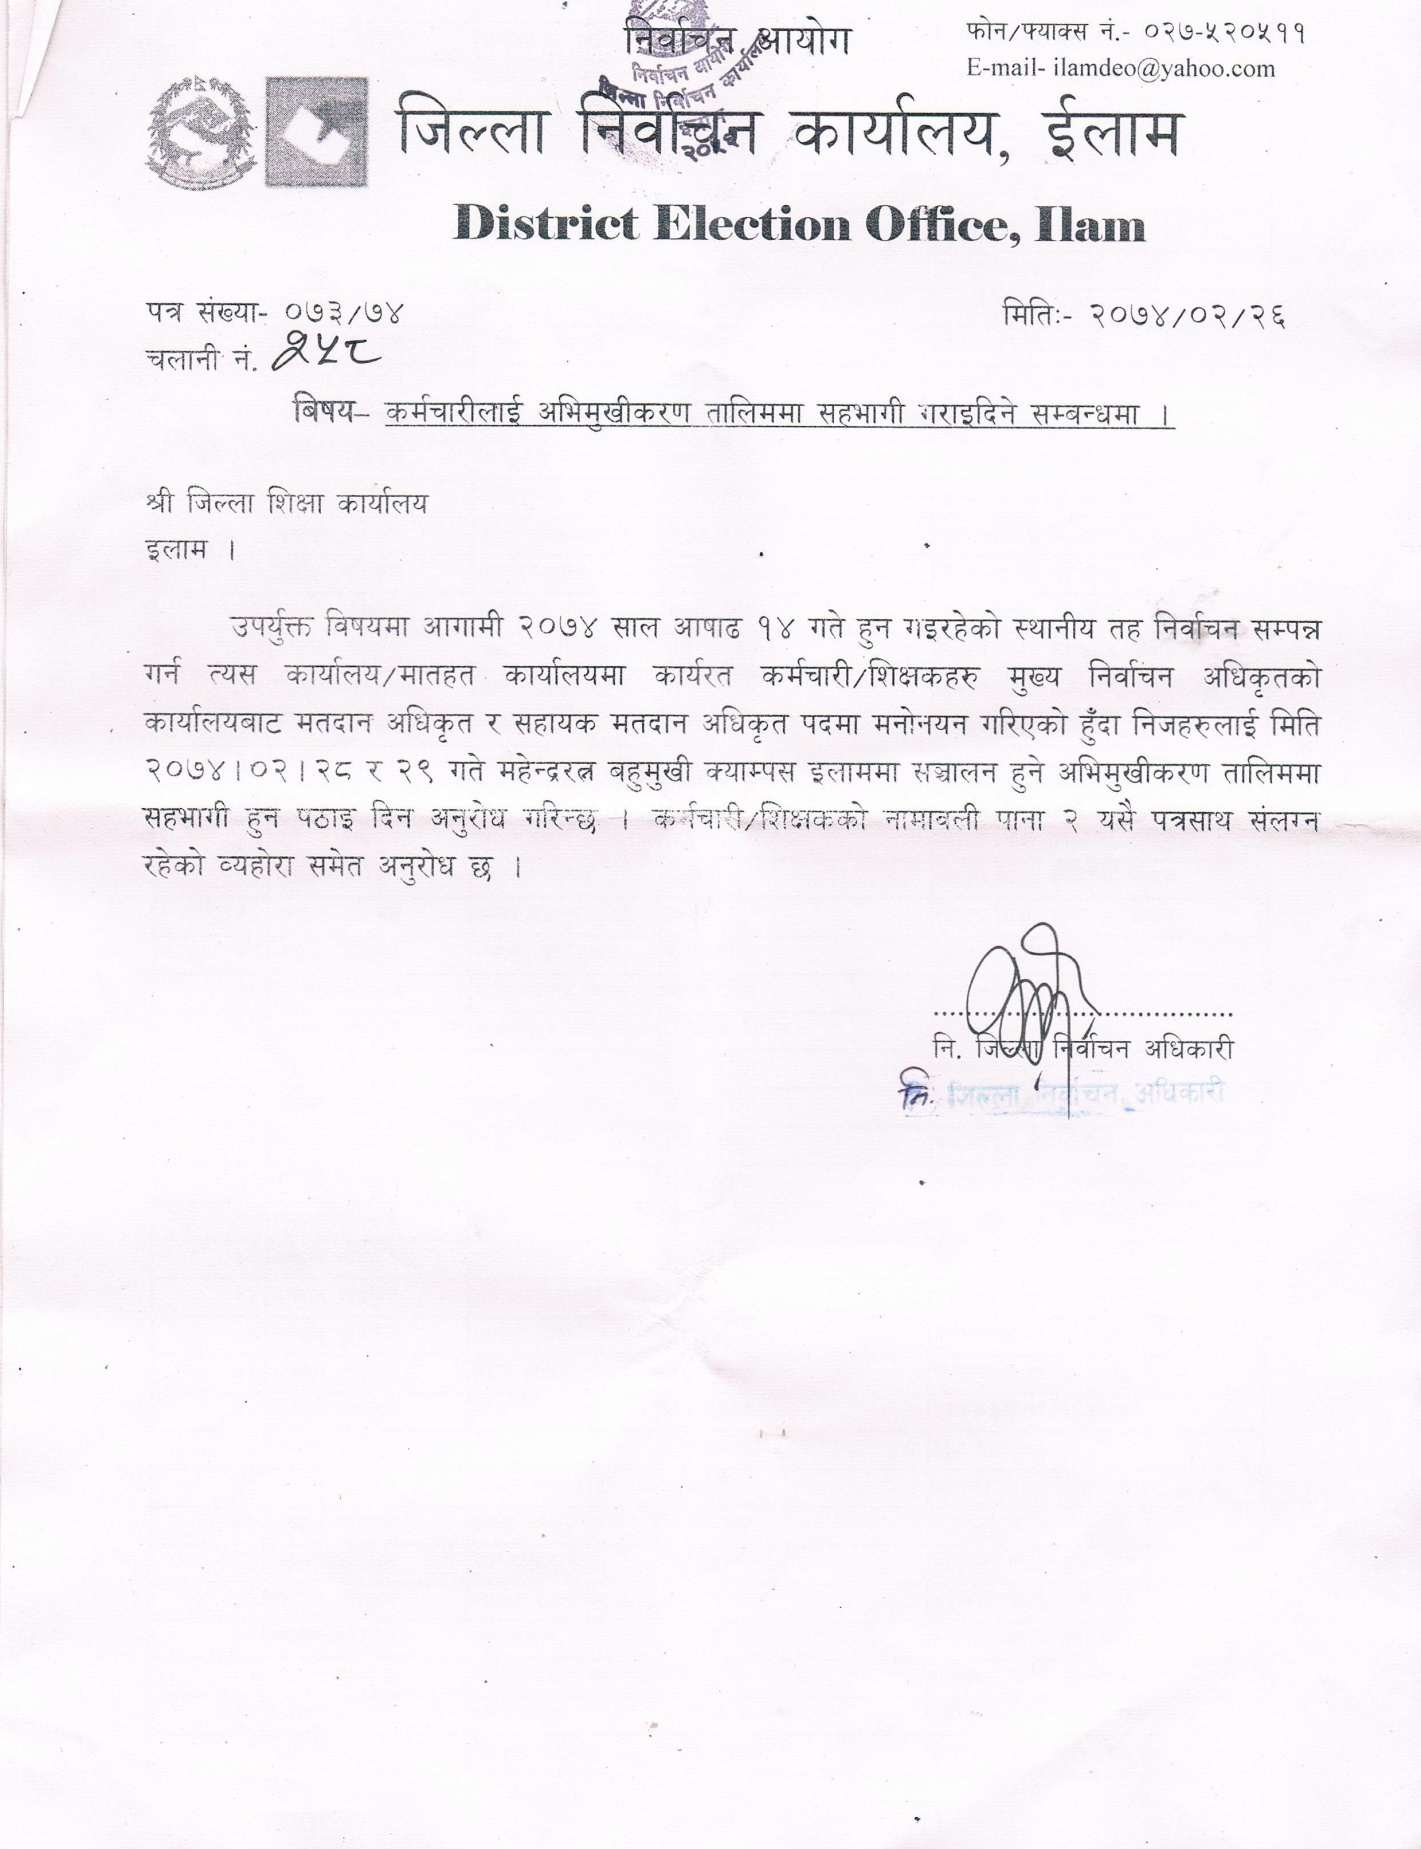 निर्वाचन आयोग
फोन/फ्याक्स नं.- ०२७-५२०५११
E-mail- ilamdeo@yahoo.com
निर्वाचन आयोग
जिल्ला निर्वाचन कार्यालय
जिल्ला निर्वाचन कार्यालय, ईलाम
District Election Office, Ilam
पत्र संख्या- ०७३/७४
मितिः- २०७४/०२/२६
चलानी नं. २५८
बिषय– कर्मचारीलाई अभिमुखीकरण तालिममा सहभागी गराइदिने सम्बन्धमा ।
श्री जिल्ला शिक्षा कार्यालय
इलाम ।
उपर्युक्त विषयमा आगामी २०७४ साल आषाढ १४ गते हुन गइरहेको स्थानीय तह निर्वाचन सम्पन्न
गर्न त्यस कार्यालय/मातहत कार्यालयमा कार्यरत कर्मचारी/शिक्षकहरु मुख्य निर्वाचन अधिकृतको
कार्यालयबाट मतदान अधिकृत र सहायक मतदान अधिकृत पदमा मनोनयन गरिएको हुँदा निजहरुलाई मिति
२०७४।०२।२८ र २९ गते महेन्द्ररत्न बहुमुखी क्याम्पस इलाममा सञ्चालन हुने अभिमुखीकरण तालिममा
सहभागी हुन पठाइ दिन अनुरोध गरिन्छ । कर्मचारी/शिक्षकको नामावली पाना २ यसै पत्रसाथ संलग्न
रहेको व्यहोरा समेत अनुरोध छ ।
नि. जिल्ला निर्वाचन अधिकारी
नि. जिल्ला निर्वाचन अधिकारी